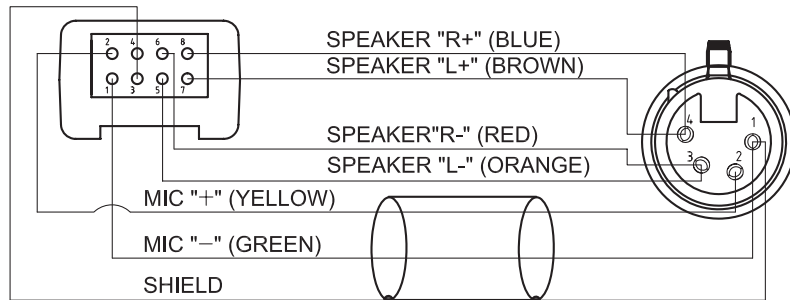 2 4 6 8
1 3 5 7
SPEAKER "R+" (BLUE)
SPEAKER "L+" (BROWN)
SPEAKER"R-" (RED)
SPEAKER "L-" (ORANGE)
MIC "+" (YELLOW)
MIC "−" (GREEN)
SHIELD
4 1
3 2